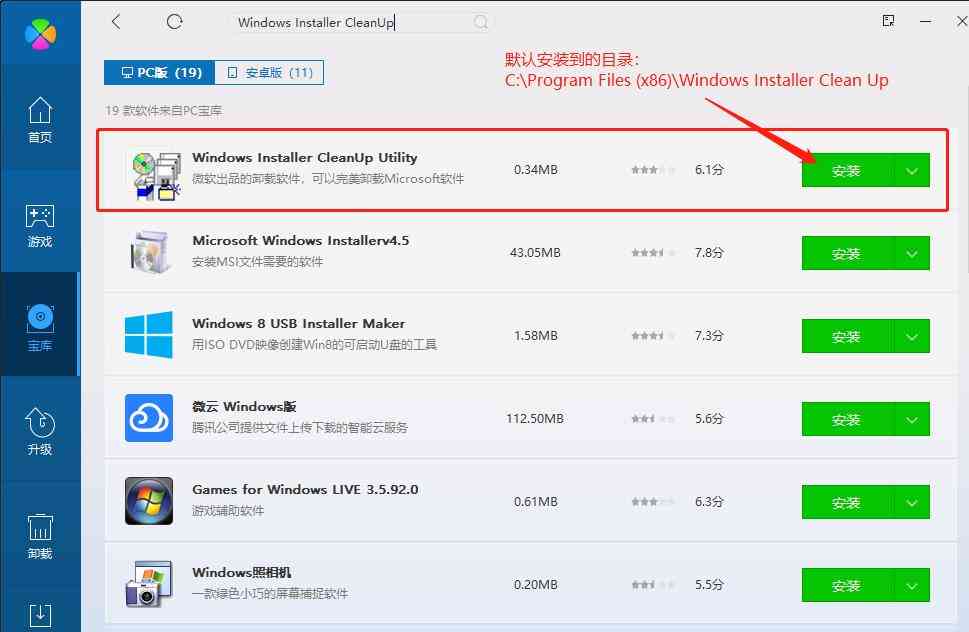 Windows Installer CleanUp
默认安装到的目录：
C:\Program Files (x86)\Windows Installer Clean Up
PC版 (19)
安卓版 (11)
19 款软件来自PC宝库
首页
游戏
宝库
升级
卸载
Windows Installer CleanUp Utility
微软出品的卸载软件，可以完美卸载Microsoft软件
0.34MB
6.1分
安装
Microsoft Windows Installerv4.5
安装MSI文件需要的软件
43.05MB
7.8分
安装
Windows 8 USB Installer Maker
用ISO DVD映像创建Win8的可启动U盘的工具
1.58MB
7.3分
安装
微云 Windows版
腾讯公司提供文件上传下载的智能云服务
112.50MB
5.6分
安装
Games for Windows LIVE 3.5.92.0
游戏辅助软件
0.61MB
6.3分
安装
Windows照相机
一款绿色小巧的屏幕捕捉软件
0.20MB
5.5分
安装